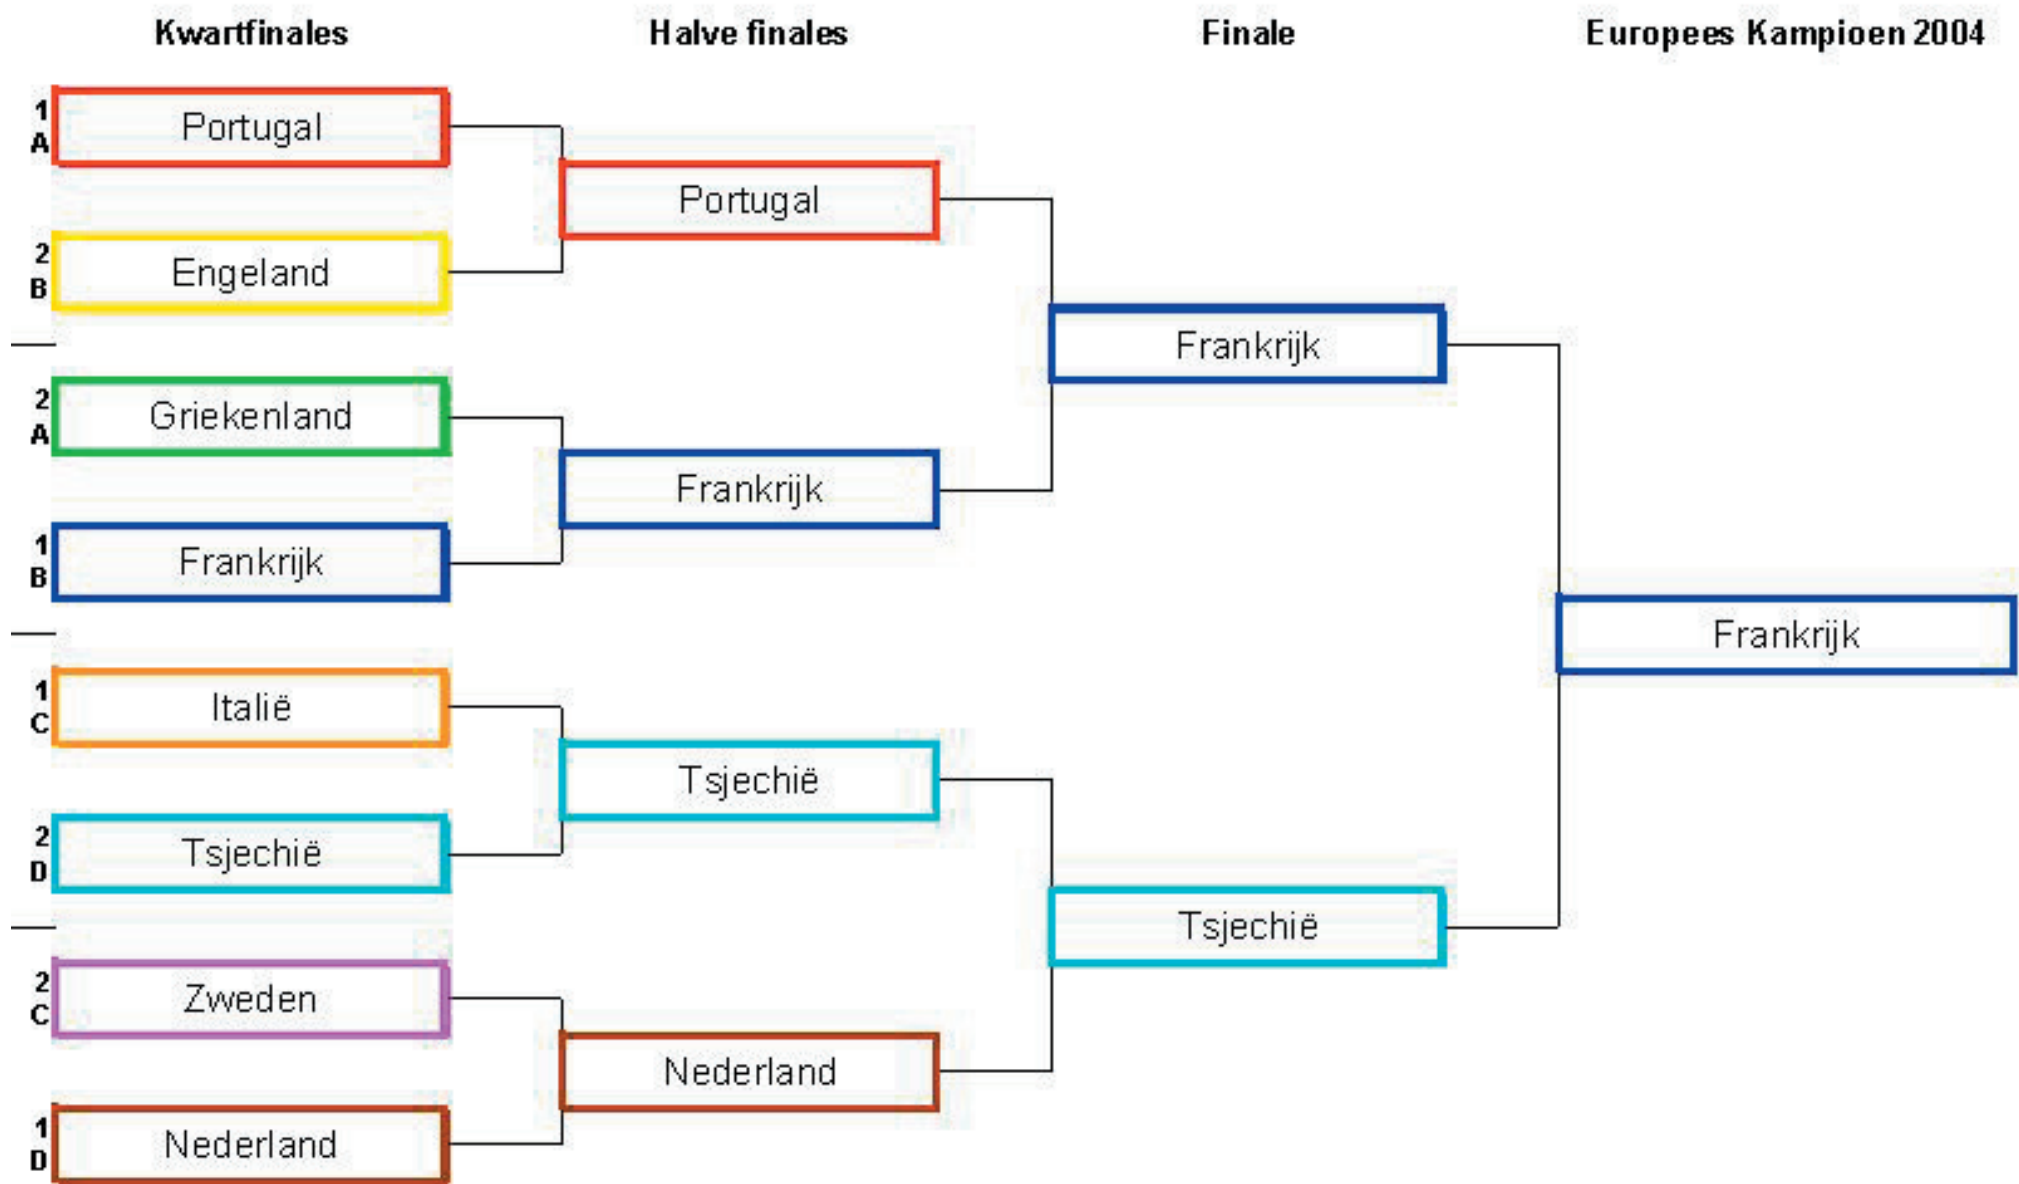 Kwartfinales
Halve finales
Finale
Europees Kampioen 2004
1
A
Portugal
2
B
Engeland
2
A
Griekenland
1
B
Frankrijk
1
C
Italië
2
D
Tsjechië
2
C
Zweden
1
D
Nederland
Portugal
Frankrijk
Tsjechië
Nederland
Frankrijk
Tsjechië
Frankrijk